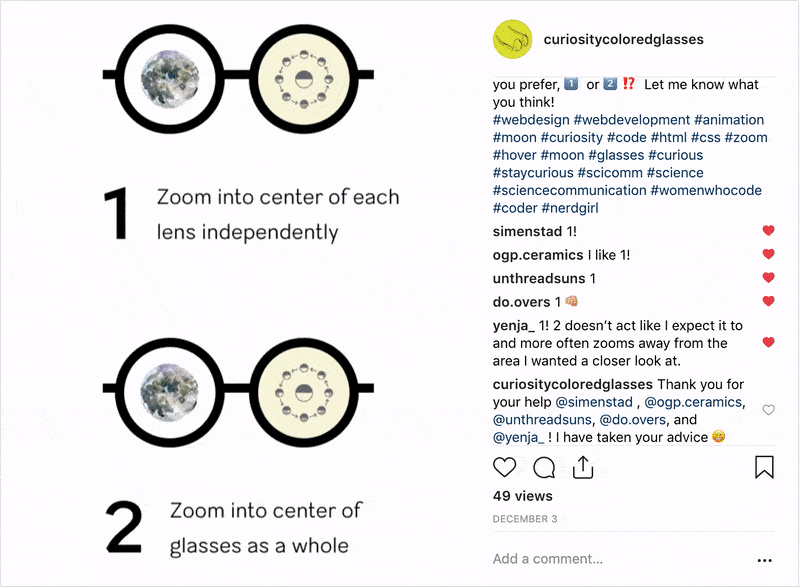 1 Zoom into center of each
lens independently
2 Zoom into center of
glasses as a whole
curiositycoloredglasses
you prefer, 1️⃣ or 2️⃣ ⁉️ Let me know what
you think!
#webdesign #webdevelopment #animation
#moon #curiosity #code #html #css #zoom
#hover #moon #glasses #curious
#staycurious #scicomm #science
#sciencecommunication #womenwhocode
#coder #nerdgirl
simenstad 1!
ogp.ceramics I like 1!
unthreadsuns 1
do.overs 1 👊🏼
yenja_ 1! 2 doesn’t act like I expect it to
and more often zooms away from the
area I wanted a closer look at.
curiositycoloredglasses Thank you for
your help @simenstad , @ogp.ceramics,
@unthreadsuns, @do.overs, and
@yenja_ ! I have taken your advice 😁
49 views
DECEMBER 3
Add a comment...